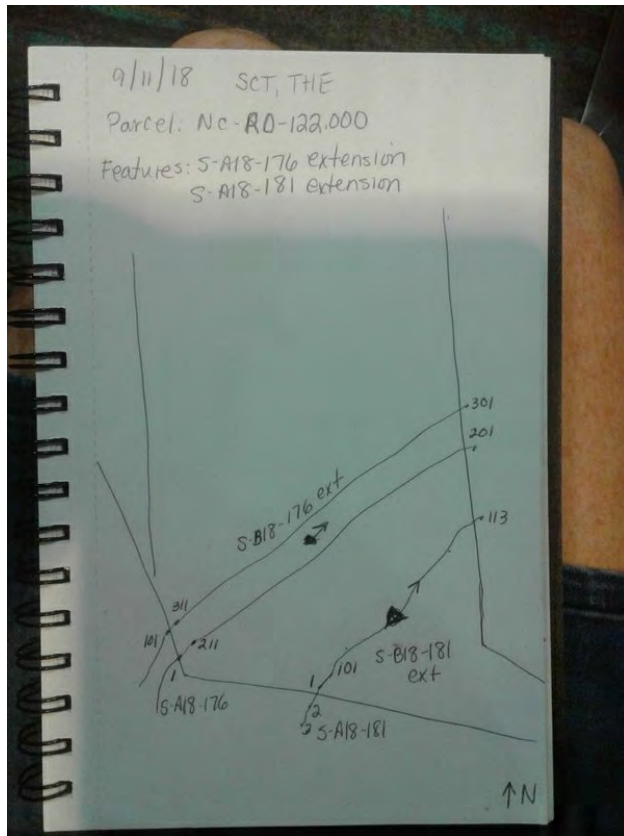 9/11/18 SCT, THE
Parcel: NC-RD-122.000
Features: S-A18-176 extension
S-A18-181 extension
301
201
S-B18-176 ext
113
311
101
211
1
S-A18-176
S-B18-181
ext
1
101
2
3
S-A18-181
↑N